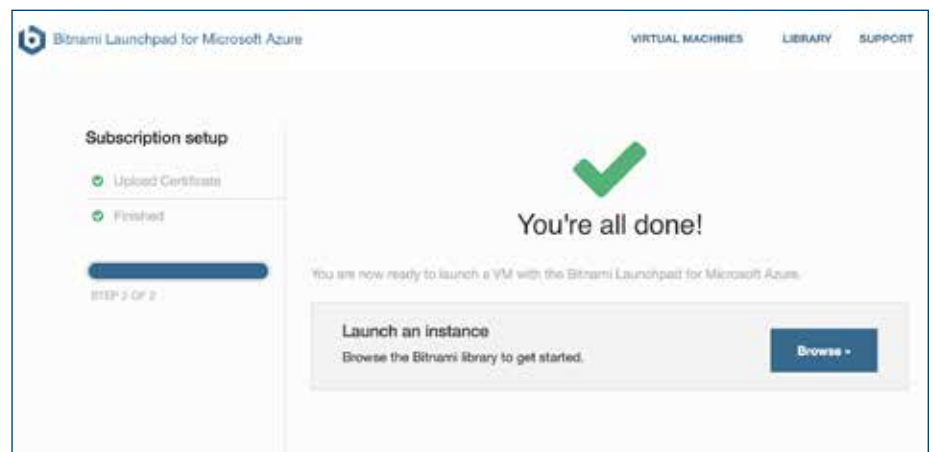 Bitnami Launchpad for Microsoft Azure
VIRTUAL MACHINES LIBRARY SUPPORT
Subscription setup
Upload Certificate
Finished
STEP 2 OF 2
You're all done!
You are now ready to launch a VM with the Bitnami Launchpad for Microsoft Azure.
Launch an instance
Browse the Bitnami library to get started.
Browse